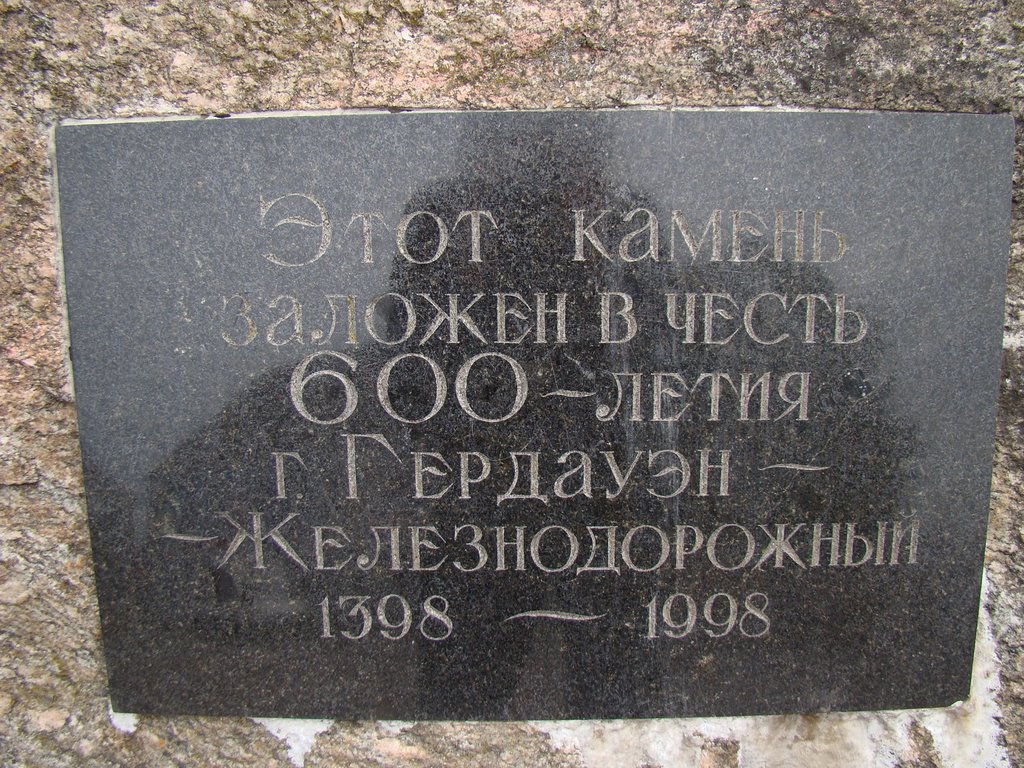 Этот камень
заложен в честь
600-летия
г. Гердауэн -
-Железнодорожный
1398 - 1998